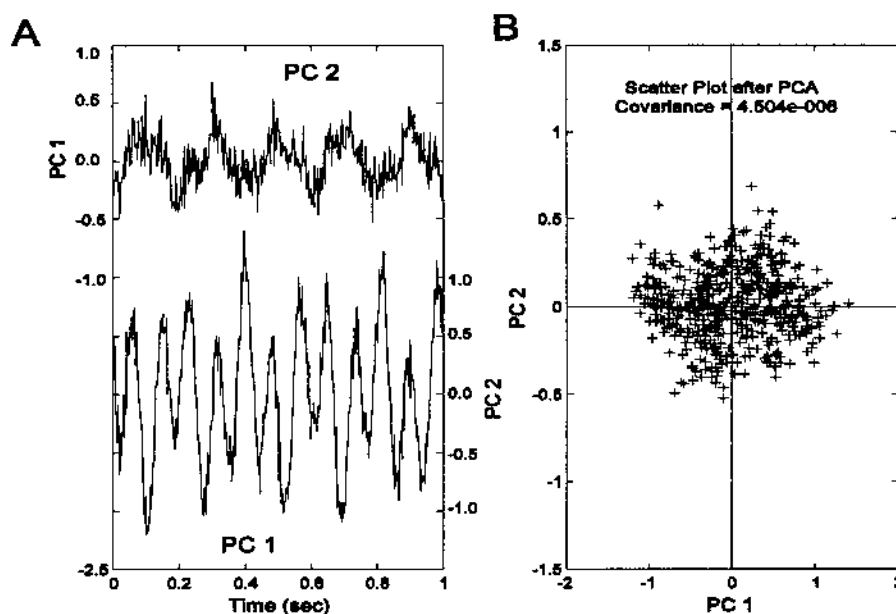 A
1.0
PC 2
0.5
PC 1
0.0
-0.5
-1.0
1.0
0.5
0.0
PC 2
-0.5
-1.0
PC 1
-2.5
0 0.2 0.4 0.6 0.8 1
Time (sec)
B
1.5
Scatter Plot after PCA
Covariance = 4.504e-006
1
0.5
PC 2
0
-0.5
-1
-1.5
-2 -1 0 1 2
PC 1